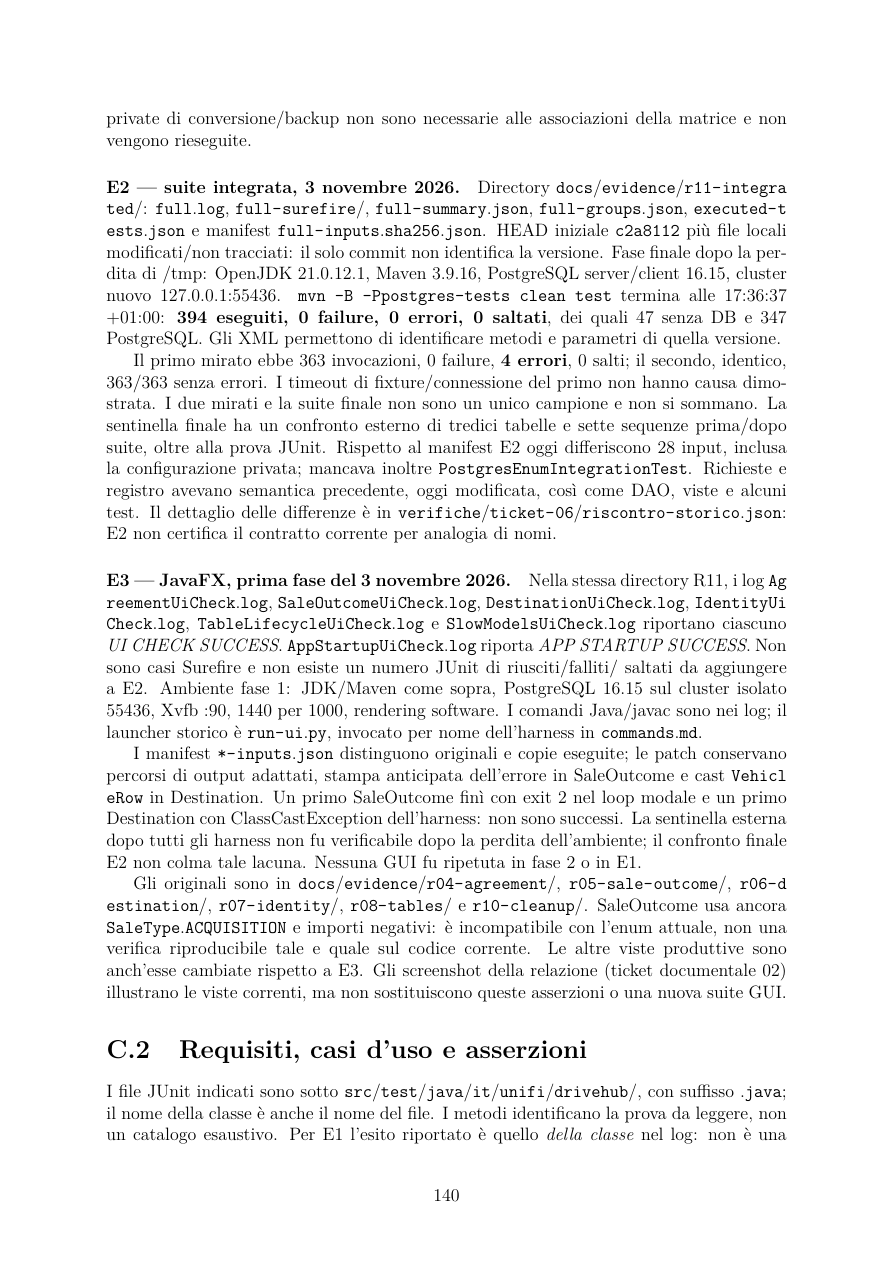 private di conversione/backup non sono necessarie alle associazioni della matrice e non
vengono rieseguite.
E2 — suite integrata, 3 novembre 2026. Directory docs/evidence/r11-integra
ted/: full.log, full-surefire/, full-summary.json, full-groups.json, executed-t
ests.json e manifest full-inputs.sha256.json. HEAD iniziale c2a8112 più file locali
modificati/non tracciati: il solo commit non identifica la versione. Fase finale dopo la per-
dita di /tmp: OpenJDK 21.0.12.1, Maven 3.9.16, PostgreSQL server/client 16.15, cluster
nuovo 127.0.0.1:55436. mvn -B -Ppostgres-tests clean test termina alle 17:36:37
+01:00: 394 eseguiti, 0 failure, 0 errori, 0 saltati, dei quali 47 senza DB e 347
PostgreSQL. Gli XML permettono di identificare metodi e parametri di quella versione.
Il primo mirato ebbe 363 invocazioni, 0 failure, 4 errori, 0 salti; il secondo, identico,
363/363 senza errori. I timeout di fixture/connessione del primo non hanno causa dimo-
strata. I due mirati e la suite finale non sono un unico campione e non si sommano. La
sentinella finale ha un confronto esterno di tredici tabelle e sette sequenze prima/dopo
suite, oltre alla prova JUnit. Rispetto al manifest E2 oggi differiscono 28 input, inclusa
la configurazione privata; mancava inoltre PostgresEnumIntegrationTest. Richieste e
registro avevano semantica precedente, oggi modificata, così come DAO, viste e alcuni
test. Il dettaglio delle differenze è in verifiche/ticket-06/riscontro-storico.json:
E2 non certifica il contratto corrente per analogia di nomi.
E3 — JavaFX, prima fase del 3 novembre 2026. Nella stessa directory R11, i log Ag
reementUiCheck.log, SaleOutcomeUiCheck.log, DestinationUiCheck.log, IdentityUi
Check.log, TableLifecycleUiCheck.log e SlowModelsUiCheck.log riportano ciascuno
UI CHECK SUCCESS. AppStartupUiCheck.log riporta APP STARTUP SUCCESS. Non
sono casi Surefire e non esiste un numero JUnit di riusciti/falliti/ saltati da aggiungere
a E2. Ambiente fase 1: JDK/Maven come sopra, PostgreSQL 16.15 sul cluster isolato
55436, Xvfb :90, 1440 per 1000, rendering software. I comandi Java/javac sono nei log; il
launcher storico è run-ui.py, invocato per nome dell'harness in commands.md.
I manifest *-inputs.json distinguono originali e copie eseguite; le patch conservano
percorsi di output adattati, stampa anticipata dell'errore in SaleOutcome e cast Vehicl
eRow in Destination. Un primo SaleOutcome finì con exit 2 nel loop modale e un primo
Destination con ClassCastException dell'harness: non sono successi. La sentinella esterna
dopo tutti gli harness non fu verificabile dopo la perdita dell'ambiente; il confronto finale
E2 non colma tale lacuna. Nessuna GUI fu ripetuta in fase 2 o in E1.
Gli originali sono in docs/evidence/r04-agreement/, r05-sale-outcome/, r06-d
estination/, r07-identity/, r08-tables/ e r10-cleanup/. SaleOutcome usa ancora
SaleType.ACQUISITION e importi negativi: è incompatibile con l'enum attuale, non una
verifica riproducibile tale e quale sul codice corrente. Le altre viste produttive sono
anch'esse cambiate rispetto a E3. Gli screenshot della relazione (ticket documentale 02)
illustrano le viste correnti, ma non sostituiscono queste asserzioni o una nuova suite GUI.
C.2 Requisiti, casi d'uso e asserzioni
I file JUnit indicati sono sotto src/test/java/it/unifi/drivehub/, con suffisso .java;
il nome della classe è anche il nome del file. I metodi identificano la prova da leggere, non
un catalogo esaustivo. Per E1 l'esito riportato è quello della classe nel log: non è una
140